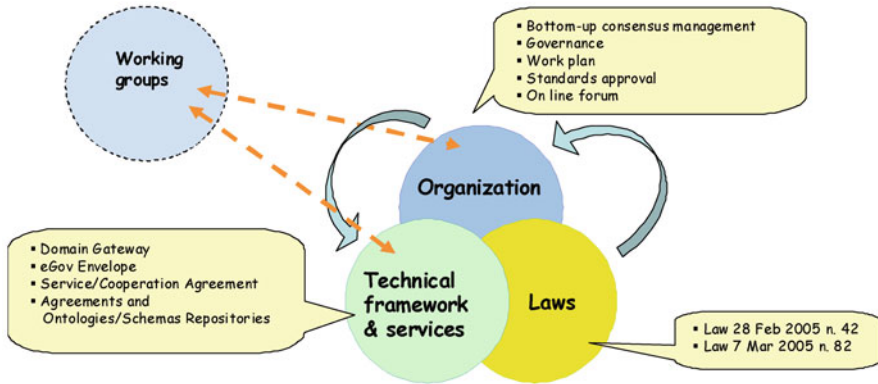 Working
groups
▪ Bottom-up consensus management
▪ Governance
▪ Work plan
▪ Standards approval
▪ On line forum
Organization
▪ Domain Gateway
▪ eGov Envelope
▪ Service/Cooperation Agreement
▪ Agreements and
Ontologies/Schemas Repositories
Technical
framework
& services
Laws
▪ Law 28 Feb 2005 n. 42
▪ Law 7 Mar 2005 n. 82